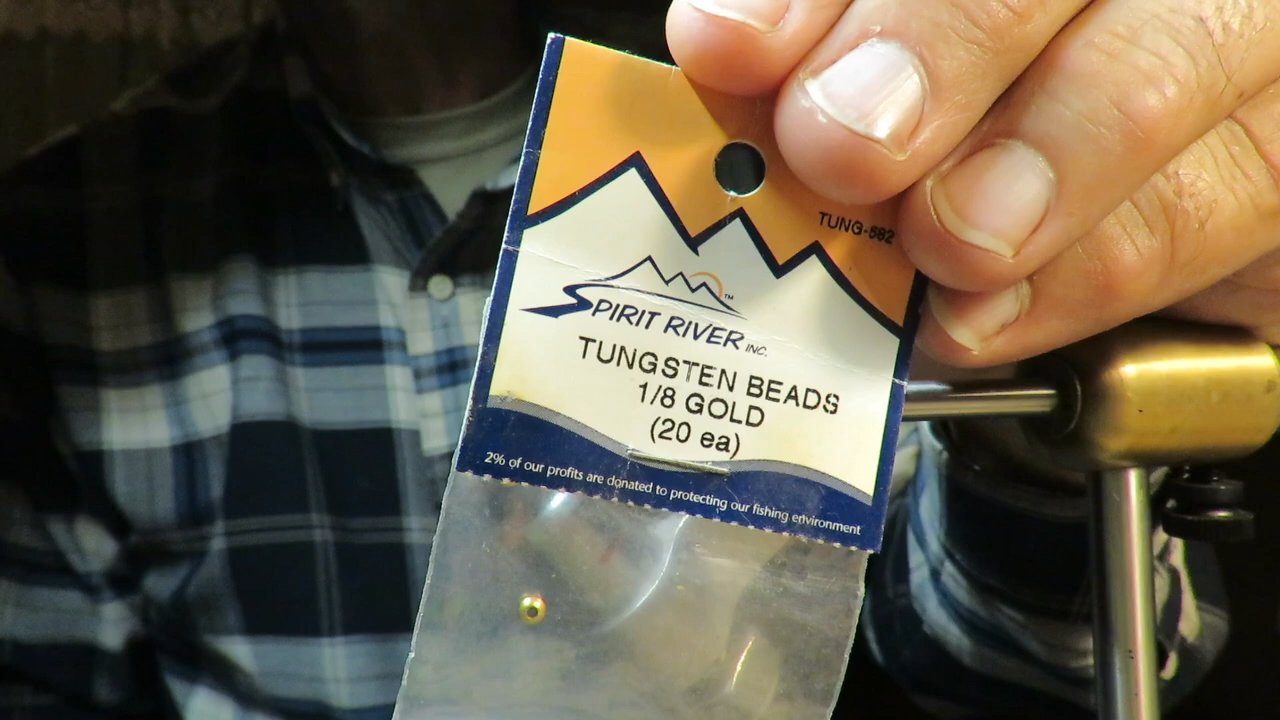 TUNG-682
SPIRIT RIVER INC.
™
TUNGSTEN BEADS
1/8 GOLD
(20 ea)
2% of our profits are donated to protecting our fishing environment